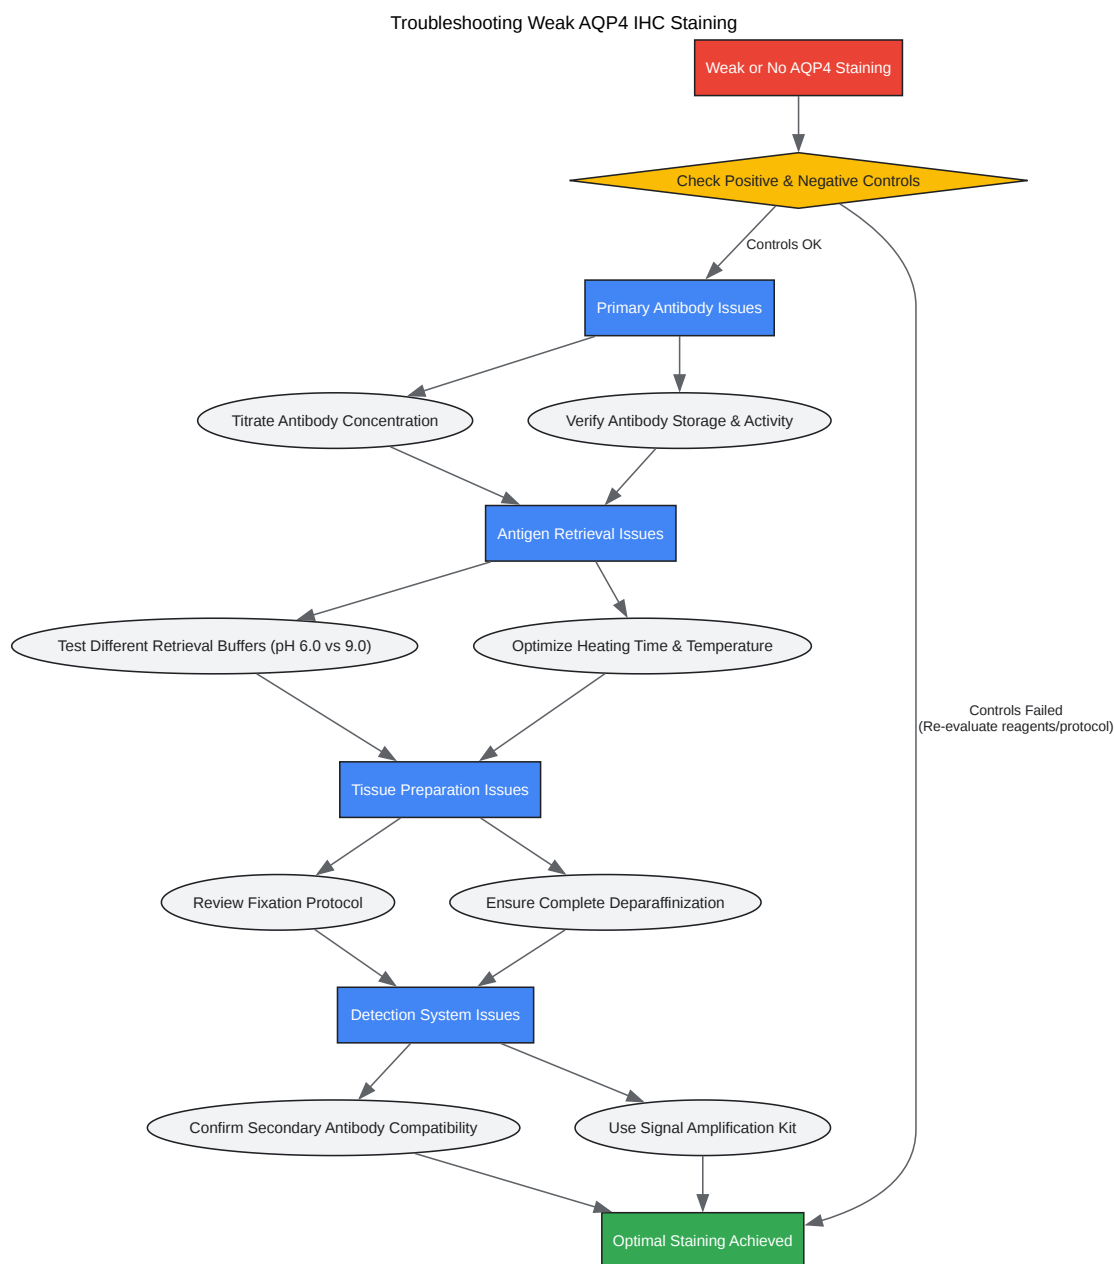 Troubleshooting Weak AQP4 IHC Staining
Weak or No AQP4 Staining
Check Positive & Negative Controls
Controls OK
Primary Antibody Issues
Titrate Antibody Concentration
Verify Antibody Storage & Activity
Antigen Retrieval Issues
Test Different Retrieval Buffers (pH 6.0 vs 9.0)
Optimize Heating Time & Temperature
Controls Failed
(Re-evaluate reagents/protocol)
Tissue Preparation Issues
Review Fixation Protocol
Ensure Complete Deparaffinization
Detection System Issues
Confirm Secondary Antibody Compatibility
Use Signal Amplification Kit
Optimal Staining Achieved